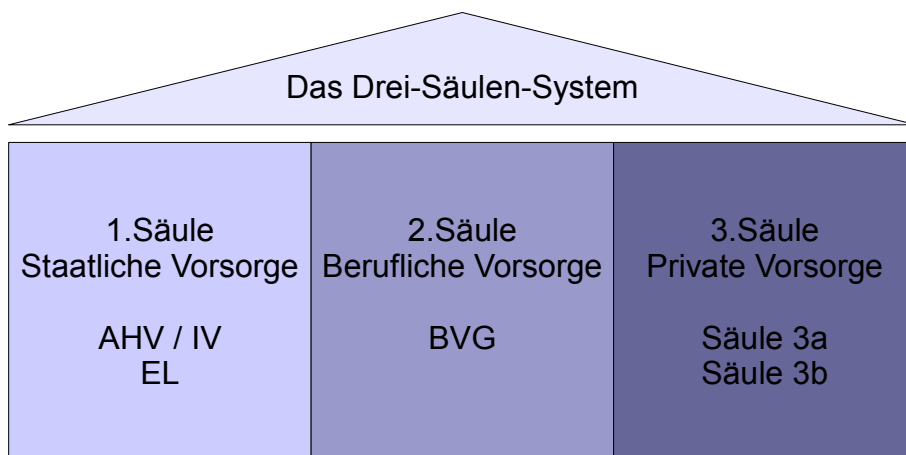 Das Drei-Säulen-System
1.Säule
Staatliche Vorsorge
AHV / IV
EL
2.Säule
Berufliche Vorsorge
BVG
3.Säule
Private Vorsorge
Säule 3a
Säule 3b